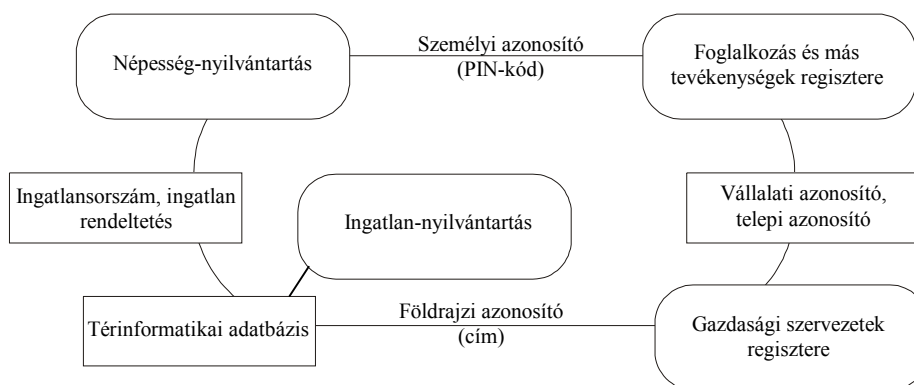 Népesség-nyilvántartás
Személyi azonosító
(PIN-kód)
Foglalkozás és más
tevékenységek regisztere
Ingatlansorszám, ingatlan
rendeltetés
Ingatlan-nyilvántartás
Vállalati azonosító,
telepi azonosító
Térinformatikai adatbázis
Földrajzi azonosító
(cím)
Gazdasági szervezetek
regisztere